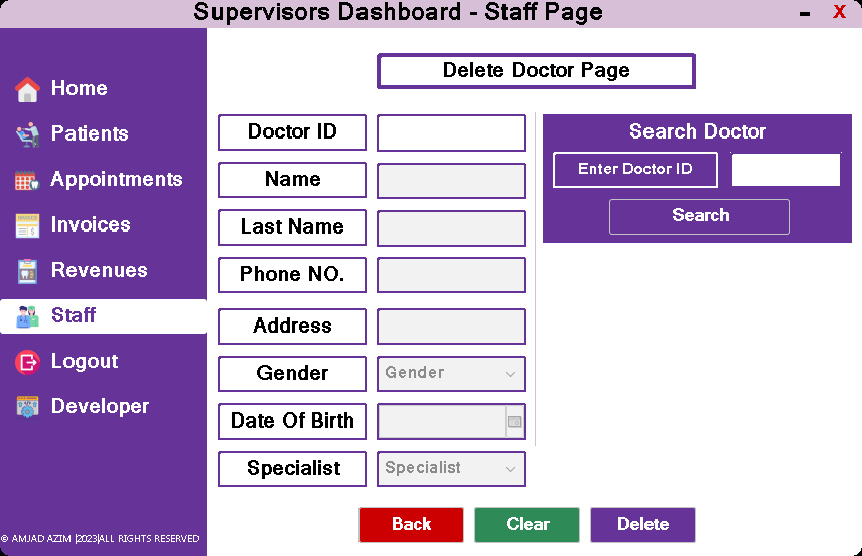 Supervisors Dashboard - Staff Page
X
Home
Patients
Appointments
Invoices
Revenues
Staff
Logout
Developer
© AMJAD AZIMI |2023|ALL RIGHTS RESERVED
Delete Doctor Page
Doctor ID
Name
Last Name
Phone NO.
Address
Gender
Gender
Date Of Birth
Specialist
Specialist
Search Doctor
Enter Doctor ID
Search
Back
Clear
Delete